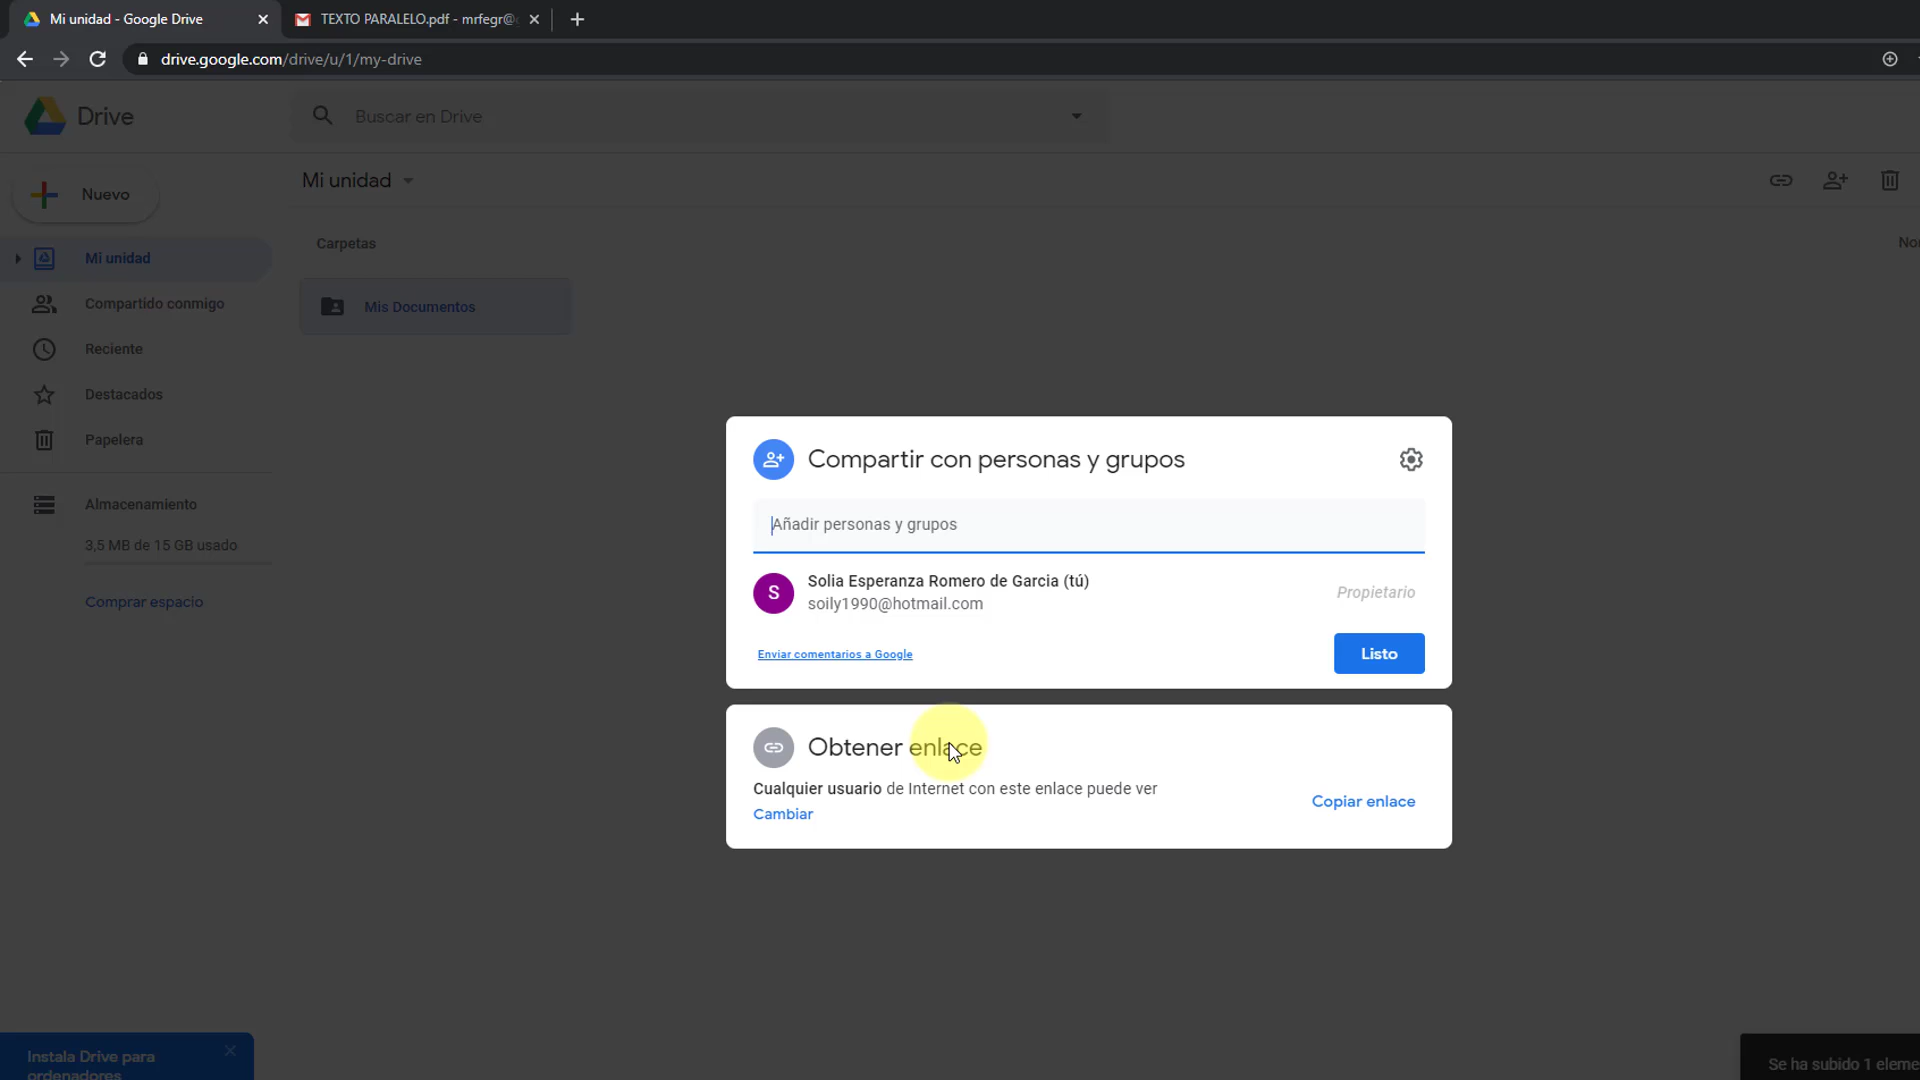 Mi unidad - Google Drive
TEXTO PARALELO.pdf - mrfegr@
drive.google.com/drive/u/1/my-drive
Drive
Buscar en Drive
Nuevo
Mi unidad
Carpetas
Mi unidad
Mis Documentos
Compartido conmigo
Reciente
Destacados
Papelera
Almacenamiento
3,5 MB de 15 GB usado
Comprar espacio
Compartir con personas y grupos
Añadir personas y grupos
S
Solia Esperanza Romero de Garcia (tú)
soily1990@hotmail.com
Propietario
Enviar comentarios a Google
Listo
Obtener enlace
Cualquier usuario de Internet con este enlace puede ver
Cambiar
Copiar enlace
Instala Drive para
ordenadores
Se ha subido 1 eleme